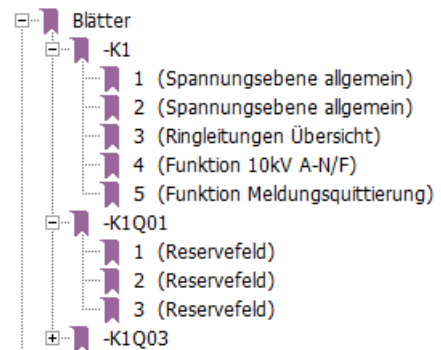 Blätter
-K1
1 (Spannungsebene allgemein)
2 (Spannungsebene allgemein)
3 (Ringleitungen Übersicht)
4 (Funktion 10kV A-N/F)
5 (Funktion Meldungsquittierung)
-K1Q01
1 (Reservefeld)
2 (Reservefeld)
3 (Reservefeld)
-K1Q03